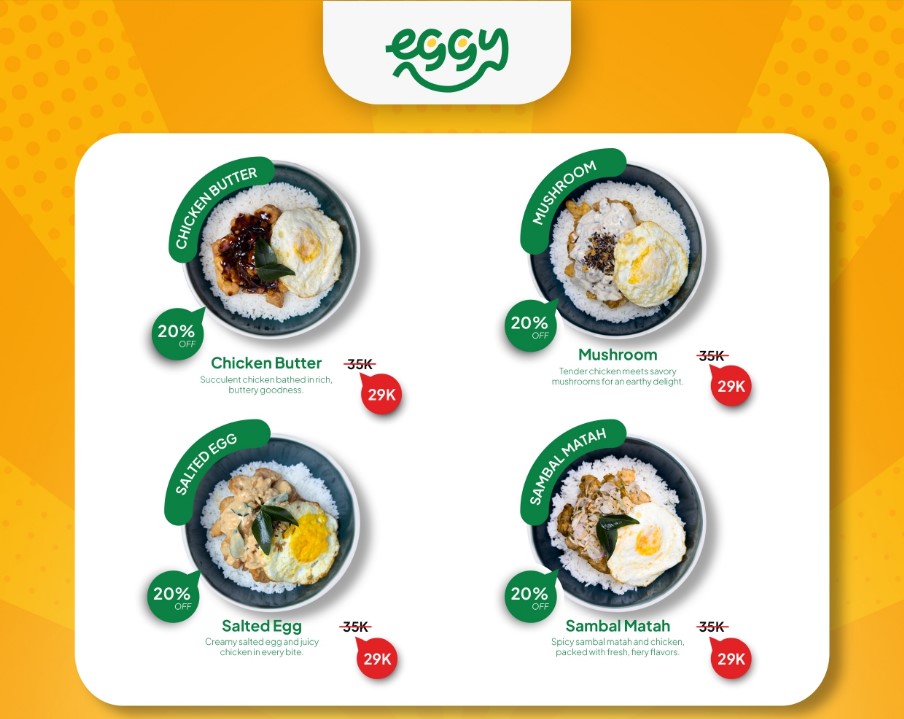 eggy
CHICKEN BUTTER
20%
OFF
Chicken Butter
35K
Succulent chicken bathed in rich,
buttery goodness.
29K
MUSHROOM
20%
OFF
Mushroom
35K
Tender chicken meets savory
mushrooms for an earthy delight.
29K
SALTED EGG
20%
OFF
Salted Egg
35K
Creamy salted egg and juicy
chicken in every bite.
29K
SAMBAL MATAH
20%
OFF
Sambal Matah
35K
Spicy sambal matah and chicken,
packed with fresh, fiery flavors.
29K